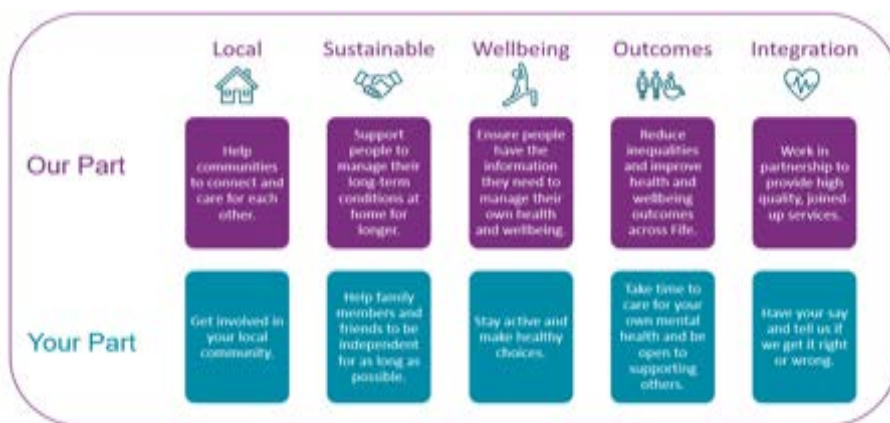 Local
Sustainable
Wellbeing
Outcomes
Integration
Our Part
Help
communities
to connect and
care for each
other.
Support
people to
manage their
long-term
conditions at
home for
longer.
Ensure people
have the
information
they need to
manage their
own health
and wellbeing.
Reduce
inequalities
and improve
health and
wellbeing
outcomes
across Fife.
Work in
partnership to
provide high
quality, joined-
up services.
Your Part
Get involved in
your local
community.
Help family
members and
friends to be
independent
for as long as
possible.
Stay active and
make healthy
choices.
Take time to
care for your
own mental
health and be
open to
supporting
others.
Have your say
and tell us if
we get it right
or wrong.